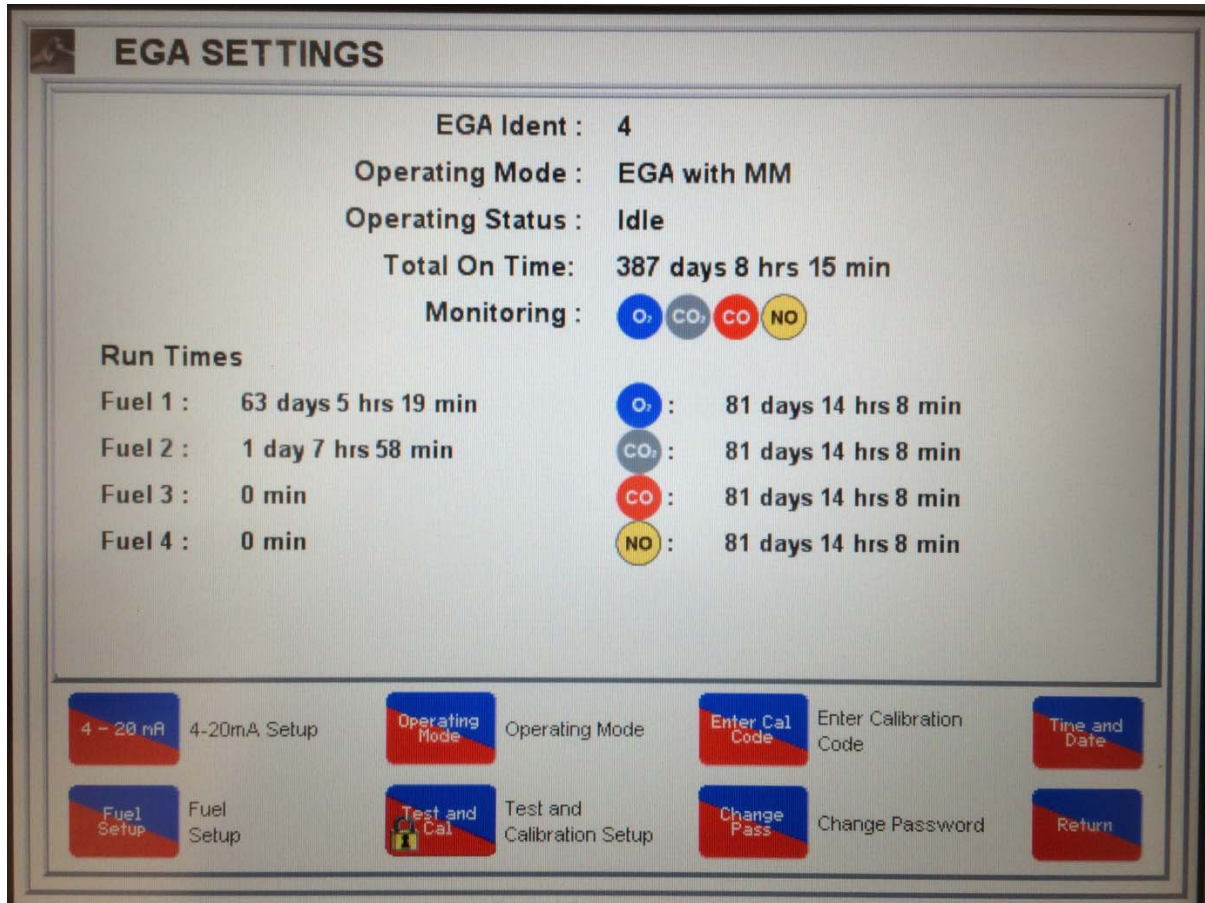 EGA SETTINGS
EGA Ident : 4
Operating Mode : EGA with MM
Operating Status : Idle
Total On Time: 387 days 8 hrs 15 min
Monitoring : O₂ CO₂ CO NO
Run Times
Fuel 1 : 63 days 5 hrs 19 min O₂ : 81 days 14 hrs 8 min
Fuel 2 : 1 day 7 hrs 58 min CO₂ : 81 days 14 hrs 8 min
Fuel 3 : 0 min CO : 81 days 14 hrs 8 min
Fuel 4 : 0 min NO : 81 days 14 hrs 8 min
4 - 20 mA
4-20mA Setup
Operating
Mode
Operating Mode
Enter Cal
Code
Enter Calibration
Code
Time and
Date
Fuel
Setup
Fuel
Setup
Test and
Cal
Test and
Calibration Setup
Change
Pass
Change Password
Return